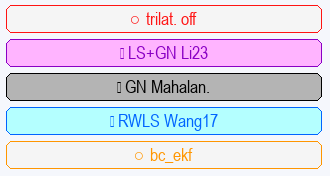 ○ trilat. off
▯ LS+GN Li23
▯ GN Mahalan.
▯ RWLS Wang17
○ bc_ekf